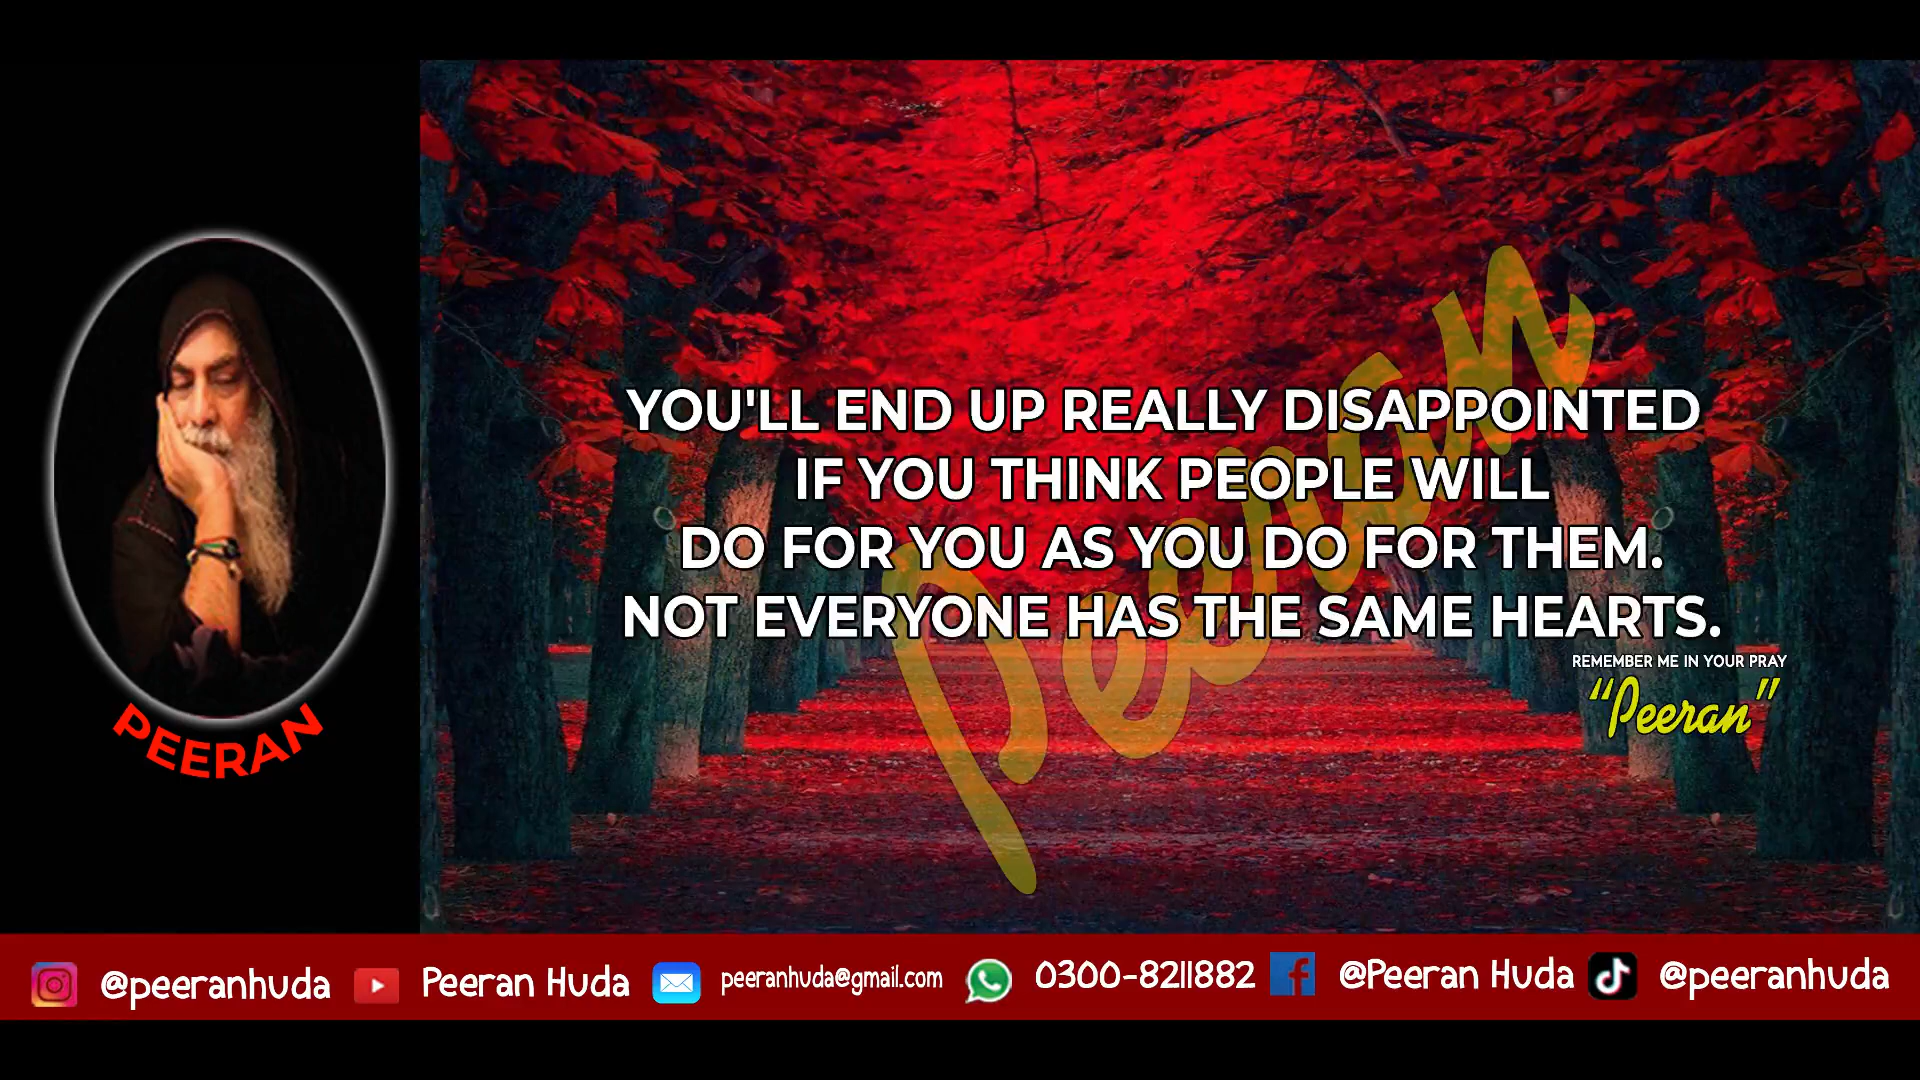 YOU'LL END UP REALLY DISAPPOINTED
IF YOU THINK PEOPLE WILL
DO FOR YOU AS YOU DO FOR THEM.
NOT EVERYONE HAS THE SAME HEARTS.
REMEMBER ME IN YOUR PRAY
"Peeran"
Peeran
PEERAN
@peeranhuda
Peeran Huda
peeranhuda@gmail.com
0300-8211882
@Peeran Huda
@peeranhuda